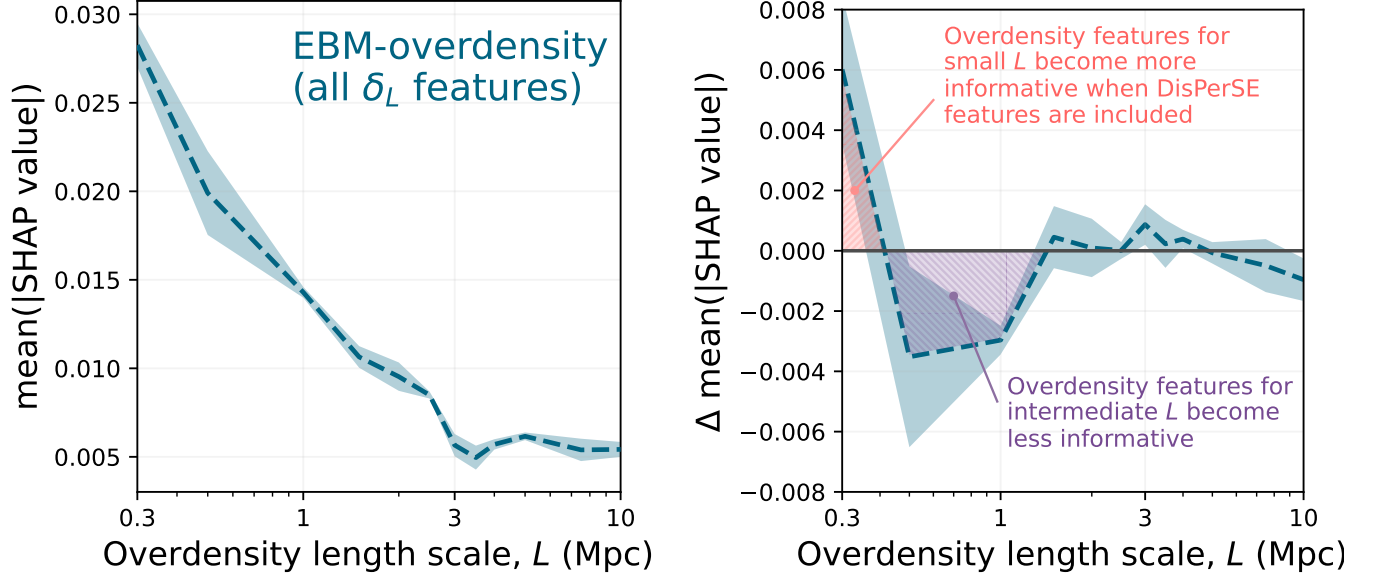 0.030
0.025
0.020
0.015
0.010
0.005
mean(|SHAP value|)
EBM-overdensity
(all δL features)
0.3
1
3
10
Overdensity length scale, L (Mpc)
0.008
0.006
0.004
0.002
0.000
−0.002
−0.004
−0.006
−0.008
Δ mean(|SHAP value|)
Overdensity features for
small L become more
informative when DisPerSE
features are included
Overdensity features for
intermediate L become
less informative
0.3
1
3
10
Overdensity length scale, L (Mpc)